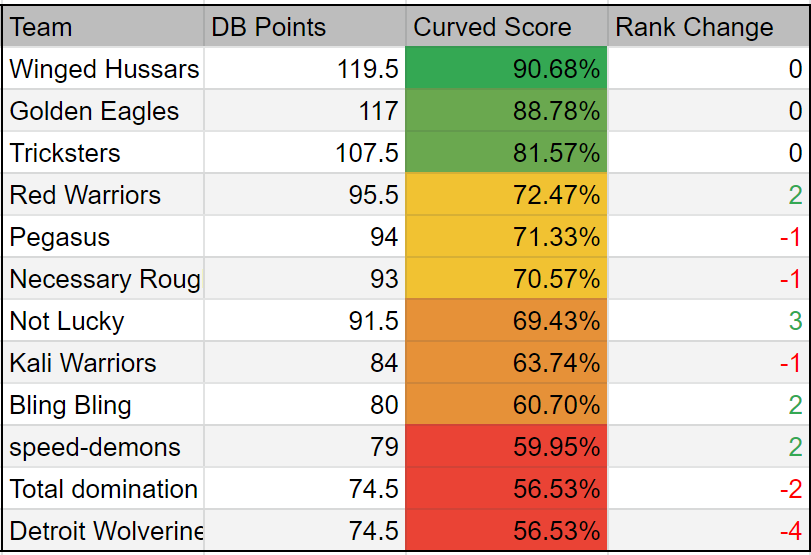 Team DB Points Curved Score Rank Change
Winged Hussars 119.5 90.68% 0
Golden Eagles 117 88.78% 0
Tricksters 107.5 81.57% 0
Red Warriors 95.5 72.47% 2
Pegasus 94 71.33% -1
Necessary Roug 93 70.57% -1
Not Lucky 91.5 69.43% 3
Kali Warriors 84 63.74% -1
Bling Bling 80 60.70% 2
speed-demons 79 59.95% 2
Total domination 74.5 56.53% -2
Detroit Wolverine 74.5 56.53% -4